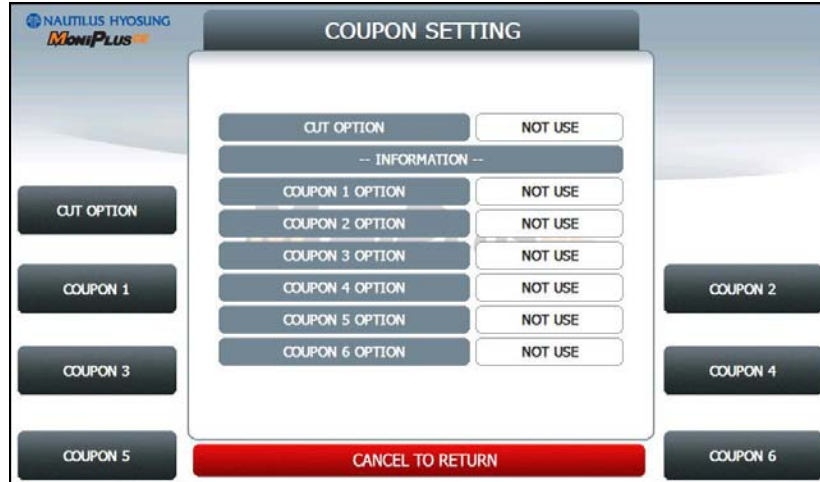 NAUTILUS HYOSUNG
MoniPlus
COUPON SETTING
CUT OPTION NOT USE
-- INFORMATION --
COUPON 1 OPTION NOT USE
COUPON 2 OPTION NOT USE
COUPON 3 OPTION NOT USE
COUPON 4 OPTION NOT USE
COUPON 5 OPTION NOT USE
COUPON 6 OPTION NOT USE
CUT OPTION
COUPON 1
COUPON 2
COUPON 3
COUPON 4
COUPON 5
CANCEL TO RETURN
COUPON 6